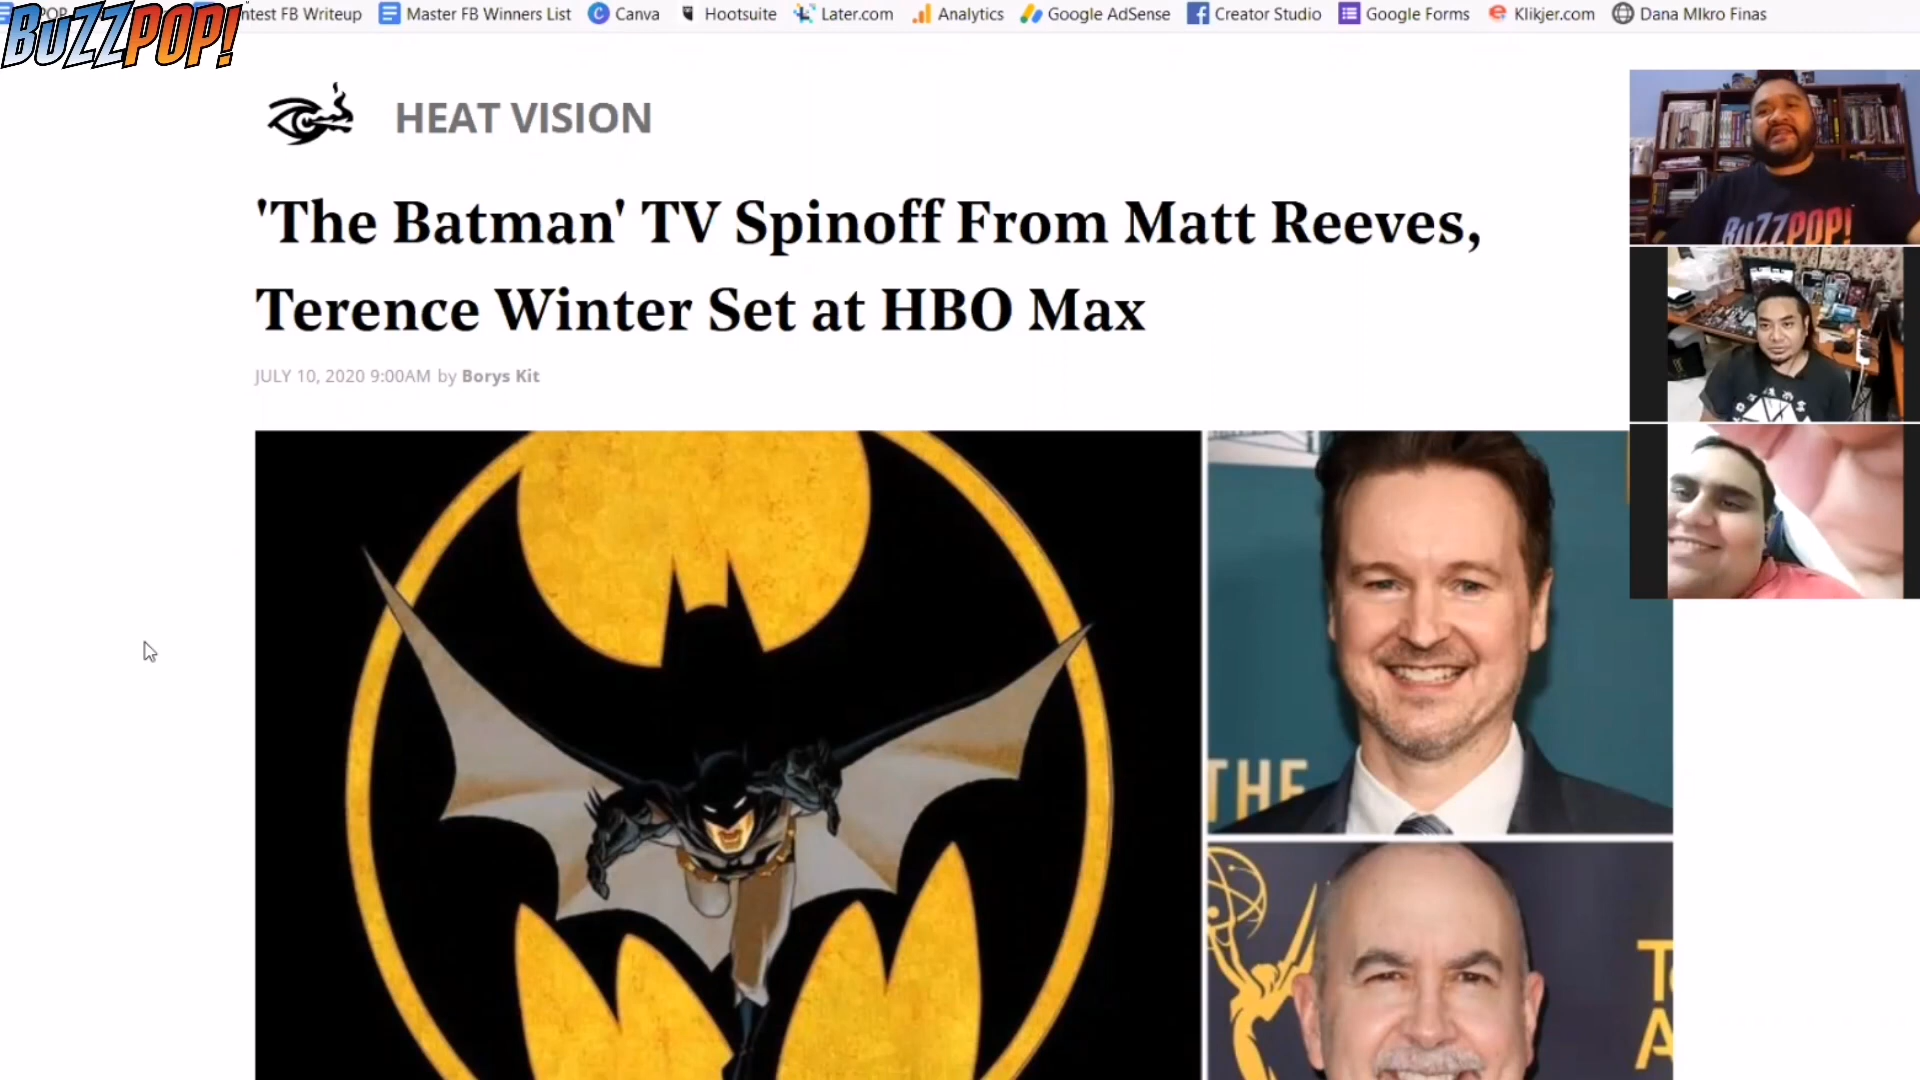 BUZZPOP!
ntest FB Writeup Master FB Winners List Canva Hootsuite Later.com Analytics Google AdSense Creator Studio Google Forms Klikjer.com Dana MIkro Finas
HEAT VISION
'The Batman' TV Spinoff From Matt Reeves,
Terence Winter Set at HBO Max
JULY 10, 2020 9:00AM by Borys Kit
BUZZPOP!
THE